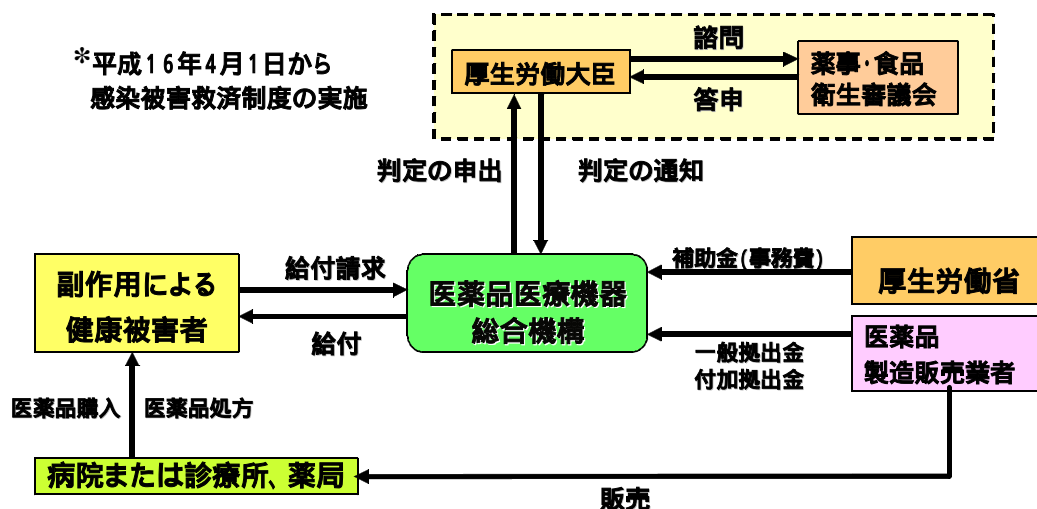 *平成16年4月1日から
感染被害救済制度の実施
厚生労働大臣
諮問
答申
薬事・食品
衛生審議会
判定の申出
判定の通知
副作用による
健康被害者
給付請求
給付
医薬品医療機器
総合機構
補助金(事務費)
厚生労働省
一般拠出金
付加拠出金
医薬品
製造販売業者
医薬品購入
医薬品処方
病院または診療所、薬局
販売